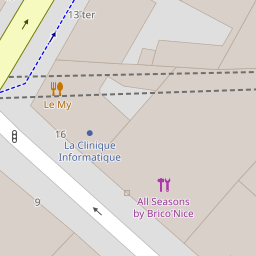 13 ter
Le My
16
La Clinique
Informatique
All Seasons
by Brico'Nice
9